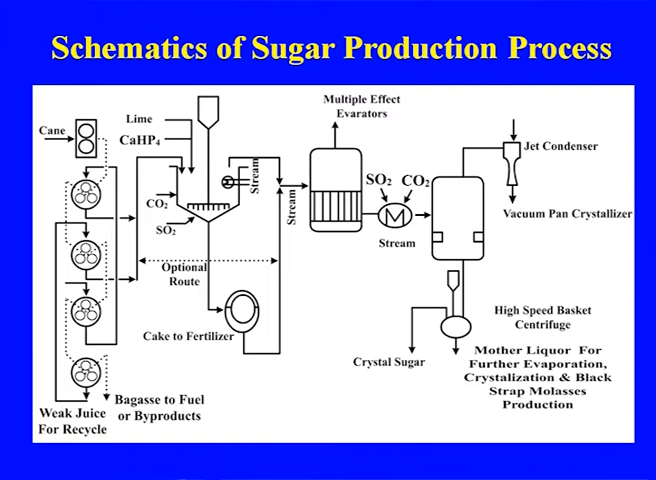 Schematics of Sugar Production Process
Multiple Effect
Evarators
Lime
CaHP4
Cane
Stream
Jet Condenser
SO2 CO2
CO2
Stream
Vacuum Pan Crystallizer
SO2
Stream
Optional
Route
High Speed Basket
Centrifuge
Cake to Fertilizer
Crystal Sugar
Mother Liquor For
Further Evaporation,
Crystalization & Black
Strap Molasses
Production
Bagasse to Fuel
or Byproducts
Weak Juice
For Recycle
M